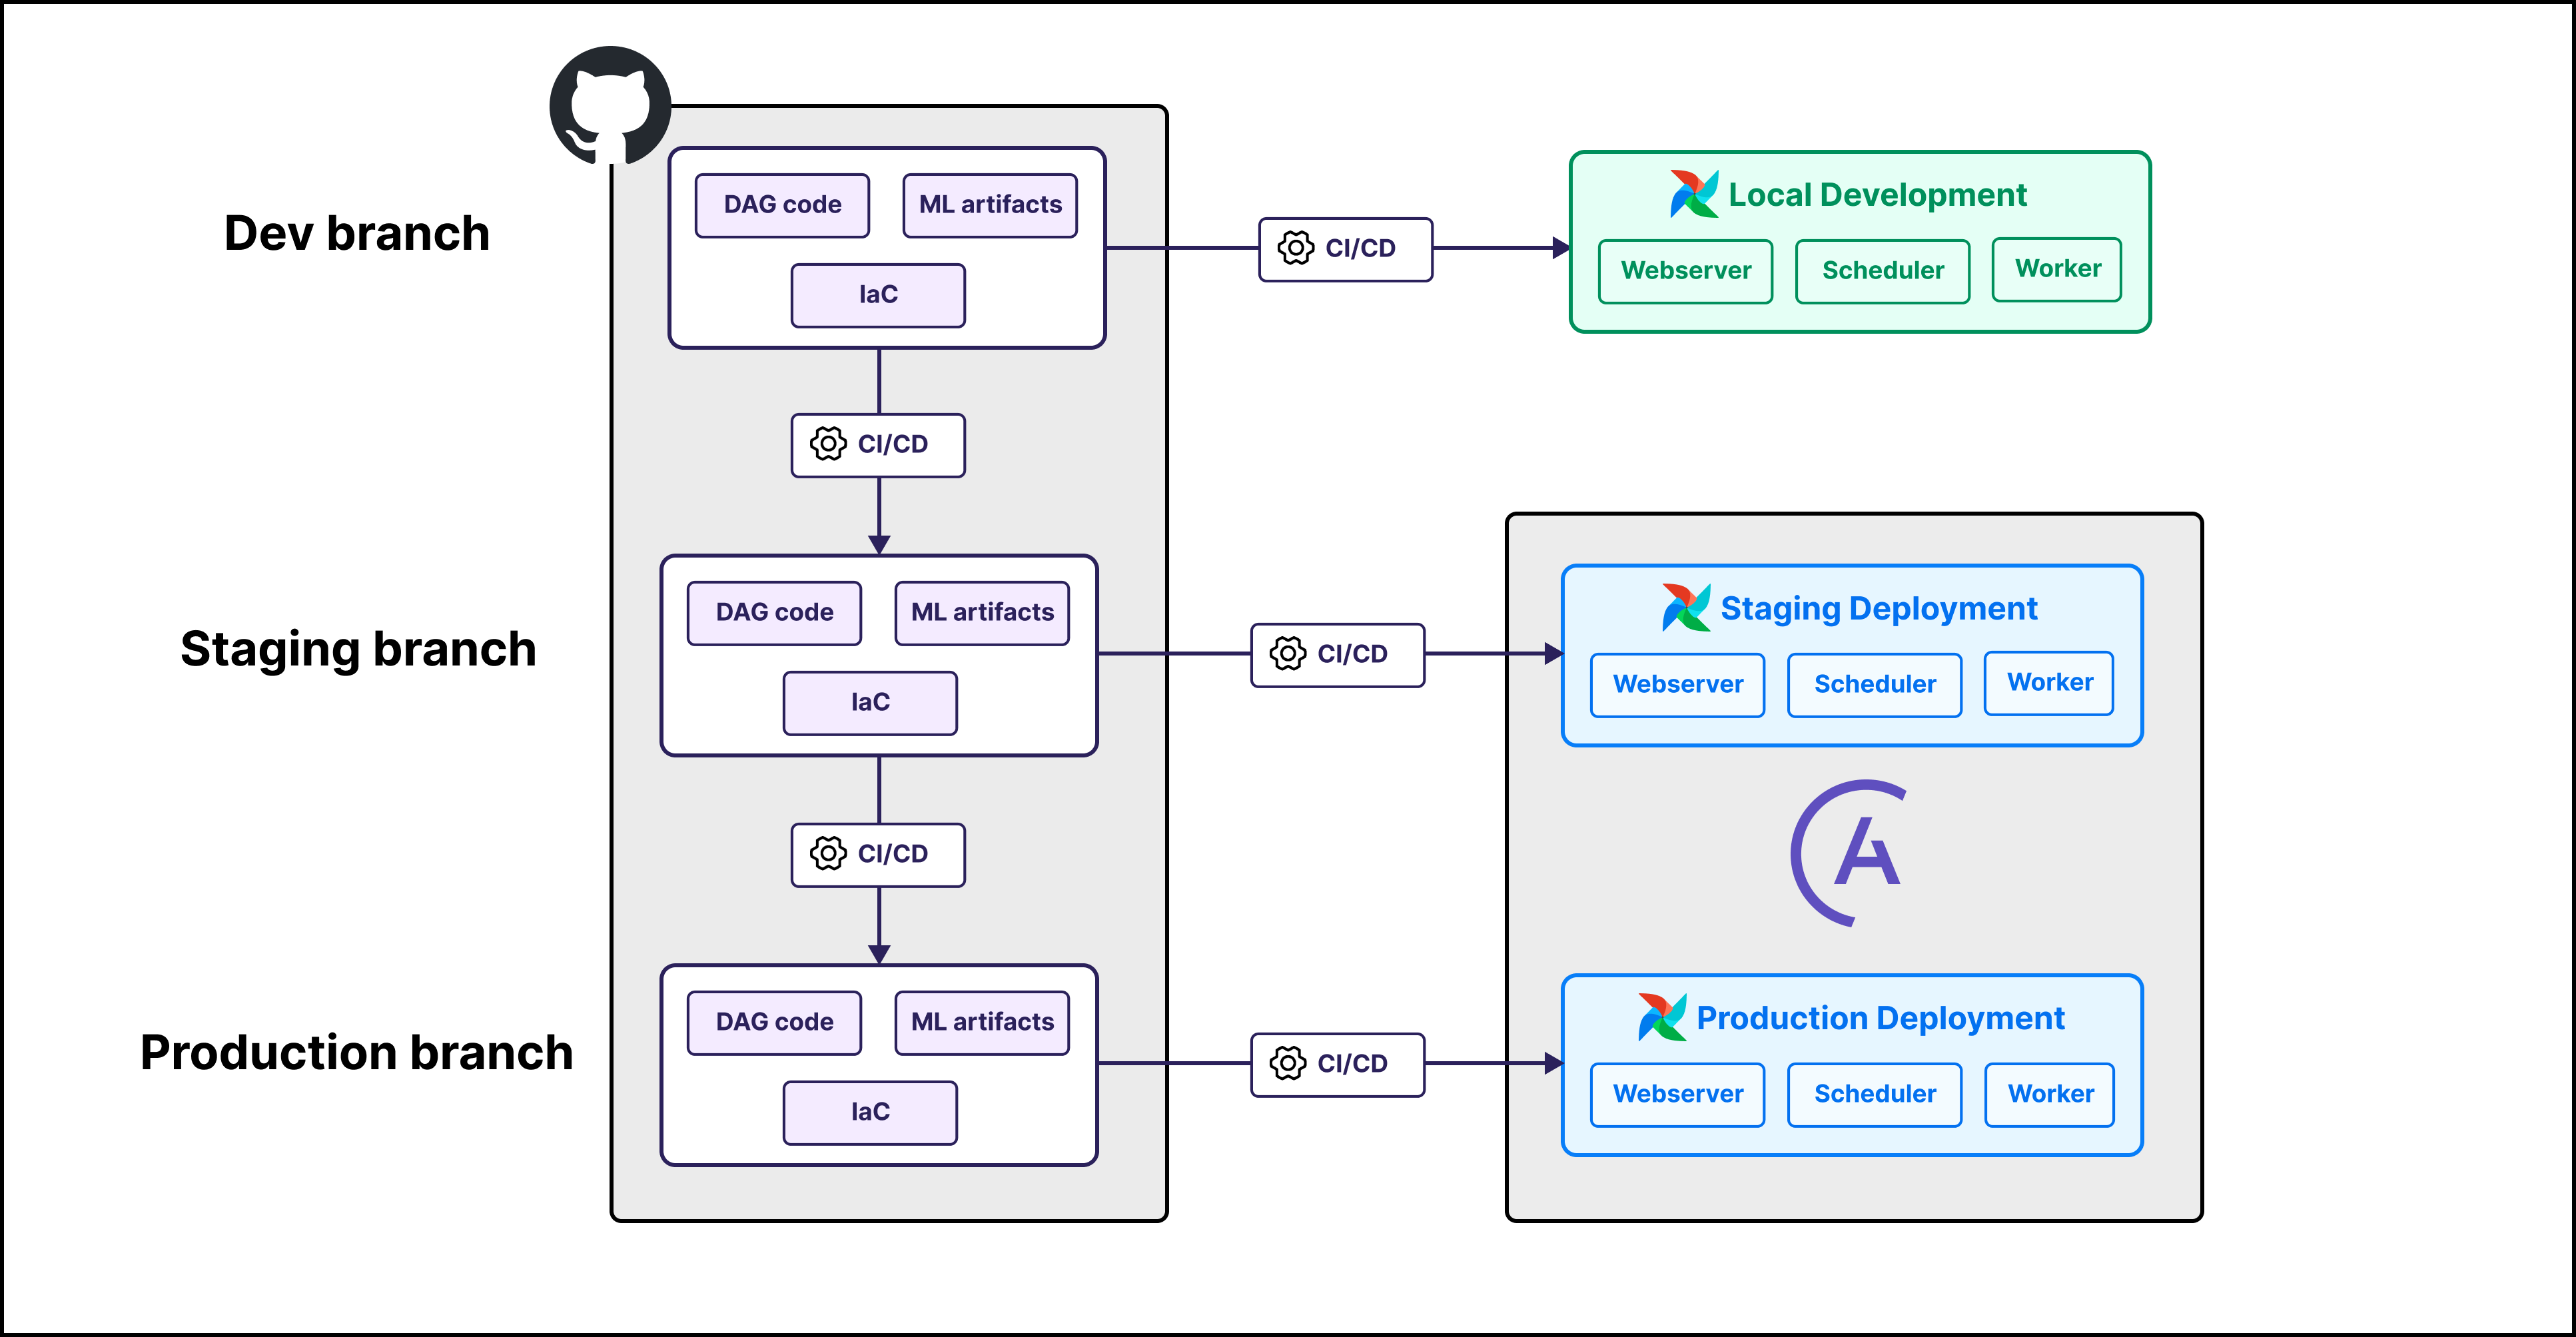 Dev branch
DAG code
ML artifacts
IaC
CI/CD
Local Development
Webserver
Scheduler
Worker
CI/CD
Staging branch
DAG code
ML artifacts
IaC
CI/CD
Staging Deployment
Webserver
Scheduler
Worker
CI/CD
A
Production branch
DAG code
ML artifacts
IaC
CI/CD
Production Deployment
Webserver
Scheduler
Worker